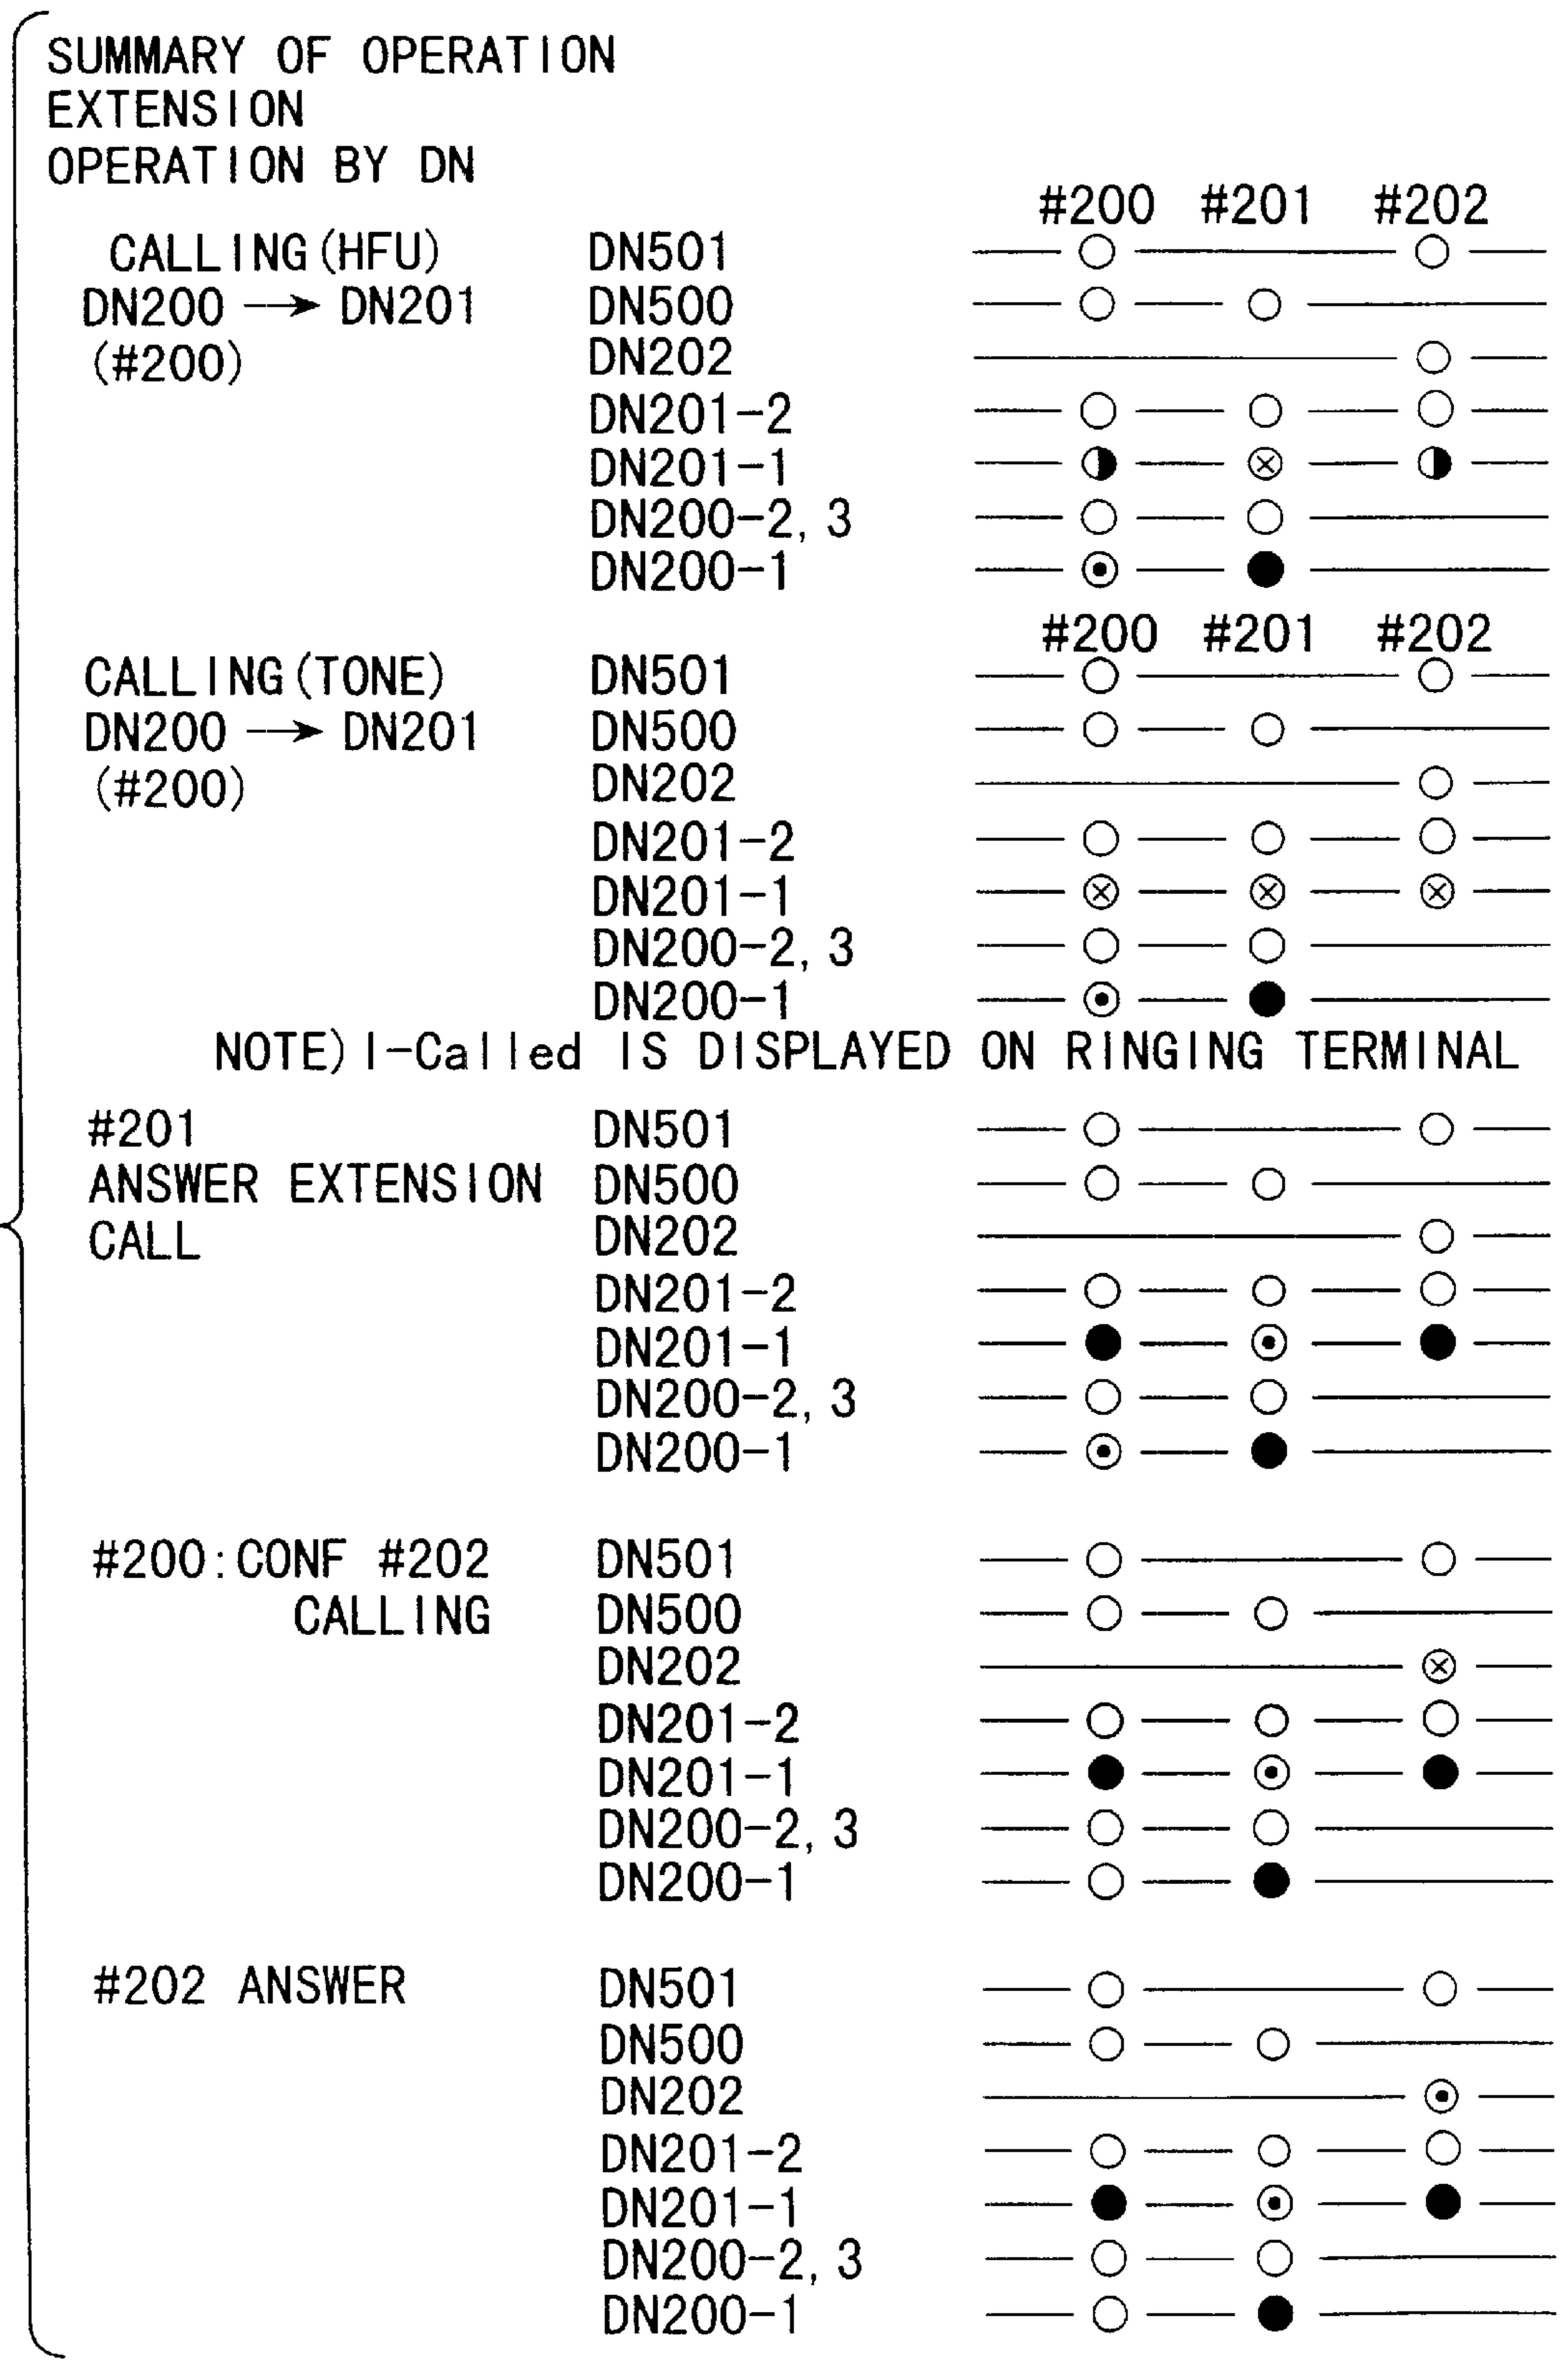 SUMMARY OF OPERATION
EXTENSION
OPERATION BY DN
#200 #201 #202
CALLING(HFU) DN501
DN200 → DN201 DN500
(#200) DN202
DN201-2
DN201-1
DN200-2, 3
DN200-1
#200 #201 #202
CALLING(TONE) DN501
DN200 → DN201 DN500
(#200) DN202
DN201-2
DN201-1
DN200-2, 3
DN200-1
NOTE) I-Called IS DISPLAYED ON RINGING TERMINAL
#201 DN501
ANSWER EXTENSION DN500
CALL DN202
DN201-2
DN201-1
DN200-2, 3
DN200-1
#200:CONF #202 DN501
CALLING DN500
DN202
DN201-2
DN201-1
DN200-2, 3
DN200-1
#202 ANSWER DN501
DN500
DN202
DN201-2
DN201-1
DN200-2, 3
DN200-1